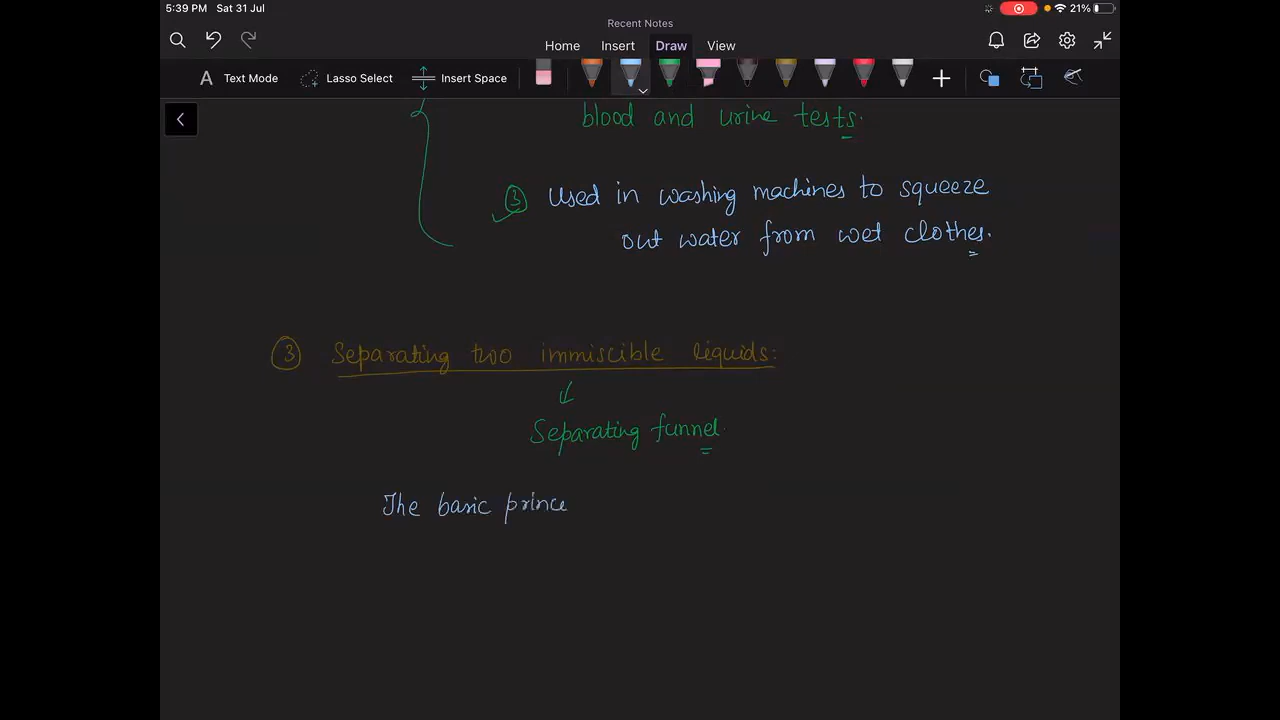 5:39 PM Sat 31 Jul
21%
Recent Notes
Home Insert Draw View
Text Mode Lasso Select Insert Space
blood and urine tests.
③ Used in washing machines to squeeze
out water from wet clothes.
③ Separating two immiscible liquids:
Separating funnel
The basic prince